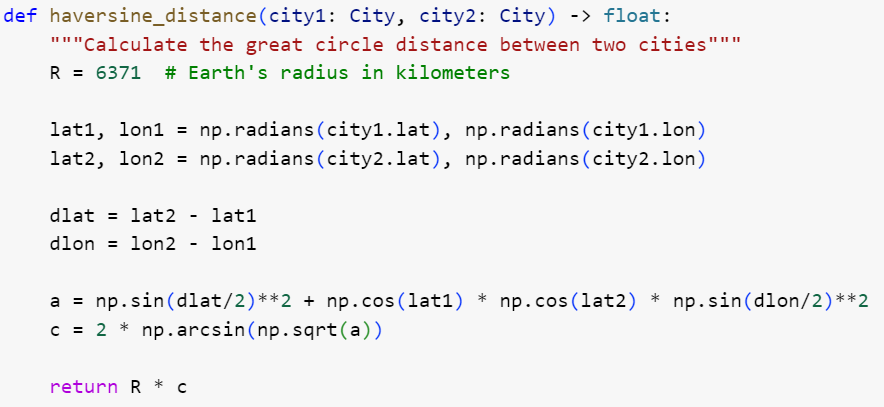 def haversine_distance(city1: City, city2: City) -> float:
    """Calculate the great circle distance between two cities"""
    R = 6371  # Earth's radius in kilometers

    lat1, lon1 = np.radians(city1.lat), np.radians(city1.lon)
    lat2, lon2 = np.radians(city2.lat), np.radians(city2.lon)

    dlat = lat2 - lat1
    dlon = lon2 - lon1

    a = np.sin(dlat/2)**2 + np.cos(lat1) * np.cos(lat2) * np.sin(dlon/2)**2
    c = 2 * np.arcsin(np.sqrt(a))

    return R * c